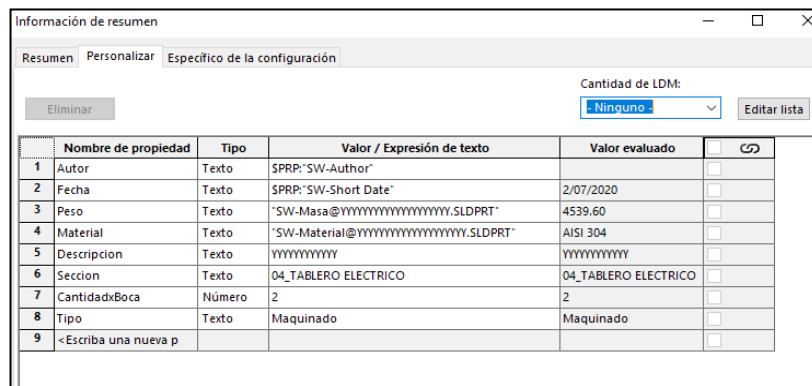 Información de resumen
Resumen Personalizar Específico de la configuración
Cantidad de LDM:
Eliminar - Ninguno - Editar lista
Nombre de propiedad Tipo Valor / Expresión de texto Valor evaluado
1 Autor Texto $PRP:"SW-Author"
2 Fecha Texto $PRP:"SW-Short Date" 2/07/2020
3 Peso Texto "SW-Masa@YYYYYYYYYYYYYYYYYYY.SLDPRT" 4539.60
4 Material Texto "SW-Material@YYYYYYYYYYYYYYYYYYY.SLDPRT" AISI 304
5 Descripcion Texto YYYYYYYYYYY YYYYYYYYYYY
6 Seccion Texto 04_TABLERO ELECTRICO 04_TABLERO ELECTRICO
7 CantidadxBoca Número 2 2
8 Tipo Texto Maquinado Maquinado
9 <Escriba una nueva p